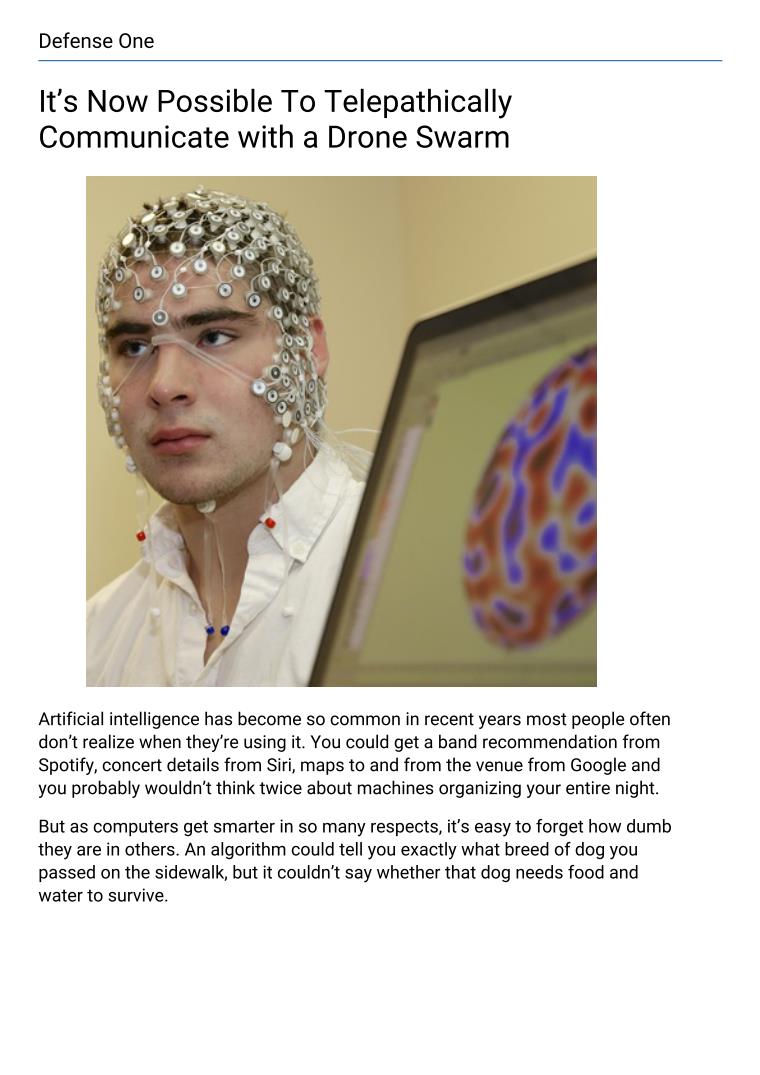 Defense One
It’s Now Possible To Telepathically
Communicate with a Drone Swarm
Artificial intelligence has become so common in recent years most people often
don’t realize when they’re using it. You could get a band recommendation from
Spotify, concert details from Siri, maps to and from the venue from Google and
you probably wouldn’t think twice about machines organizing your entire night.
But as computers get smarter in so many respects, it’s easy to forget how dumb
they are in others. An algorithm could tell you exactly what breed of dog you
passed on the sidewalk, but it couldn’t say whether that dog needs food and
water to survive.